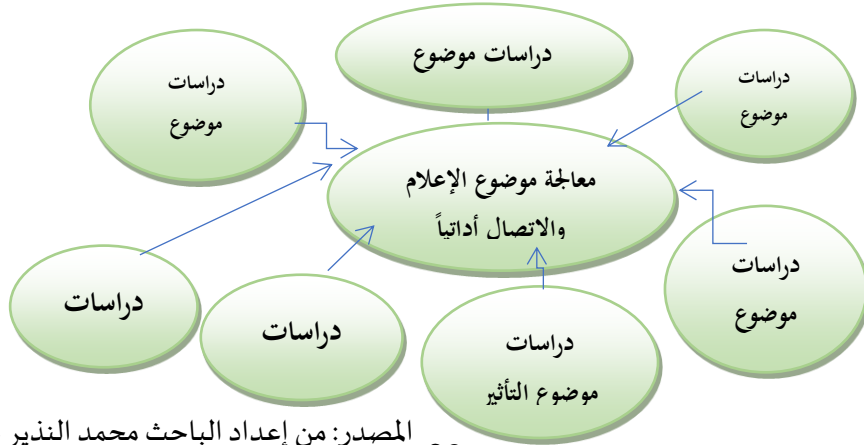 دراسات موضوع
دراسات
موضوع
دراسات
موضوع
معالجة موضوع الإعلام
والاتصال أداتياً
دراسات
موضوع
دراسات
دراسات
دراسات
موضوع التأثير
المصدر: من إعداد الباحث محمد النذير